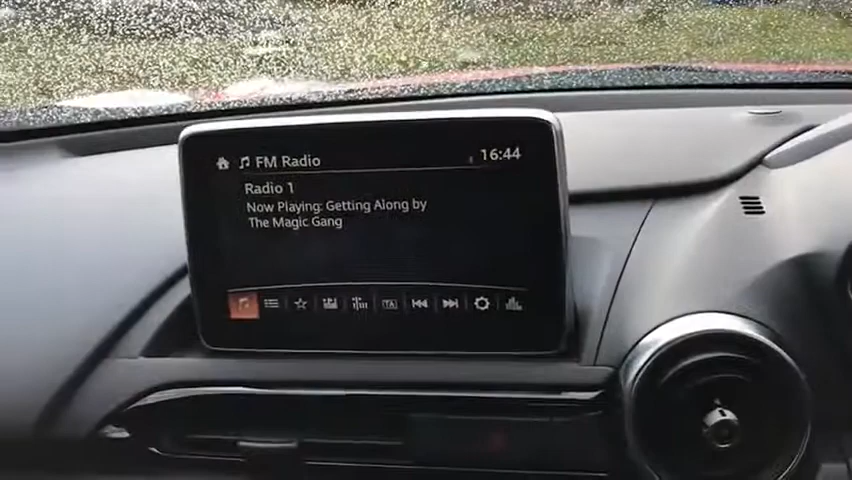 FM Radio
16:44
Radio 1
Now Playing: Getting Along by
The Magic Gang
TA